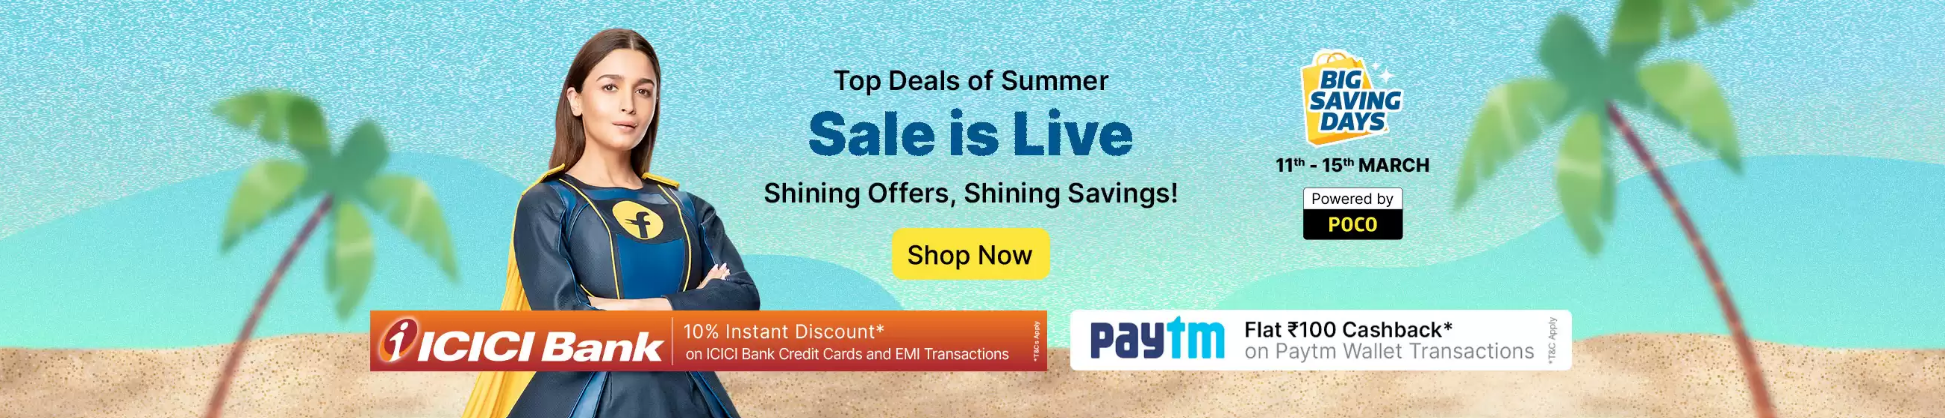 Top Deals of Summer
Sale is Live
Shining Offers, Shining Savings!
Shop Now
BIG
SAVING
DAYS
11th - 15th MARCH
Powered by
POCO
f
i ICICI Bank
10% Instant Discount*
on ICICI Bank Credit Cards and EMI Transactions
*T&Cs Apply
paytm
Flat ₹100 Cashback*
on Paytm Wallet Transactions
*T&C Apply